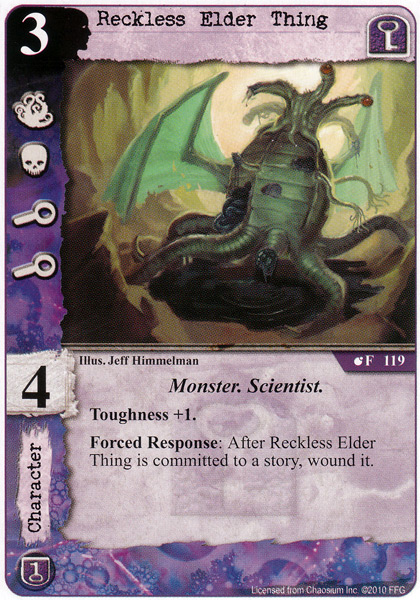 3
Reckless Elder Thing
Illus. Jeff Himmelman
F 119
4
Monster. Scientist.
Toughness +1.
Forced Response: After Reckless Elder
Thing is committed to a story, wound it.
Character
Licensed from Chaosium Inc. ©2010 FFG